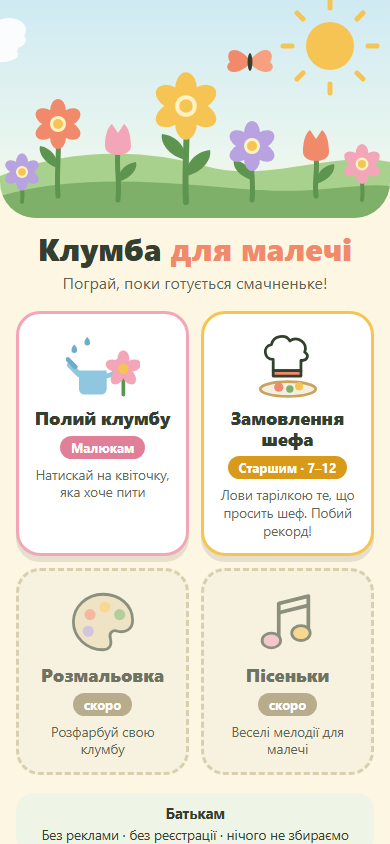 Клумба для малечі
Пограй, поки готується смачненьке!
Полий клумбу
Малюкам
Натискай на квіточку,
яка хоче пити
Замовлення
шефа
Старшим · 7–12
Лови тарілкою те, що
просить шеф. Побий
рекорд!
Розмальовка
скоро
Розфарбуй свою
клумбу
Пісеньки
скоро
Веселі мелодії для
малечі
Батькам
Без реклами · без реєстрації · нічого не збираємо